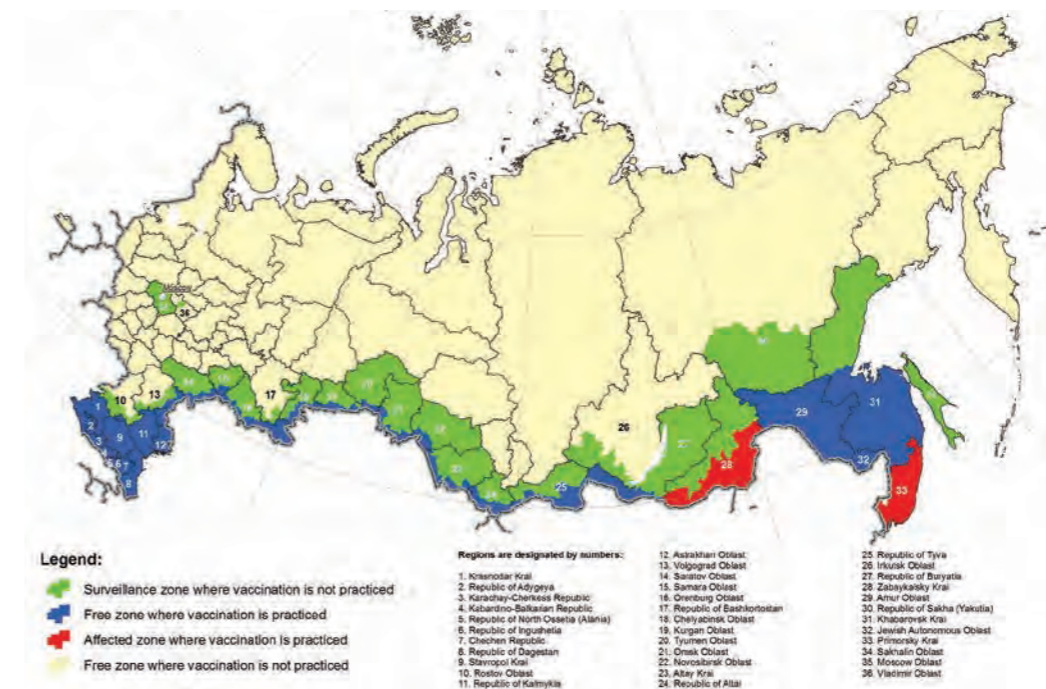 Moscow
36
10
13
17
1
2
3
9
11
12
7
8
25
26
28
29
31
32
33
Legend:
Surveillance zone where vaccination is not practiced
Free zone where vaccination is practiced
Affected zone where vaccination is practiced
Free zone where vaccination is not practiced
Regions are designated by numbers:
1. Krasnodar Krai
2. Republic of Adygeya
3. Karachay-Cherkess Republic
4. Kabardino-Balkarian Republic
5. Republic of North Ossetia (Alania)
6. Republic of Ingushetia
7. Chechen Republic
8. Republic of Dagestan
9. Stavropol Krai
10. Rostov Oblast
11. Republic of Kalmykia
12. Astrakhan Oblast
13. Volgograd Oblast
14. Saratov Oblast
15. Samara Oblast
16. Orenburg Oblast
17. Republic of Bashkortostan
18. Chelyabinsk Oblast
19. Kurgan Oblast
20. Tyumen Oblast
21. Omsk Oblast
22. Novosibirsk Oblast
23. Altay Krai
24. Republic of Altai
25. Republic of Tyva
26. Irkutsk Oblast
27. Republic of Buryatia
28. Zabaykalsky Krai
29. Amur Oblast
30. Republic of Sakha (Yakutia)
31. Khabarovsk Krai
32. Jewish Autonomous Oblast
33. Primorsky Krai
34. Sakhalin Oblast
35. Moscow Oblast
36. Vladimir Oblast